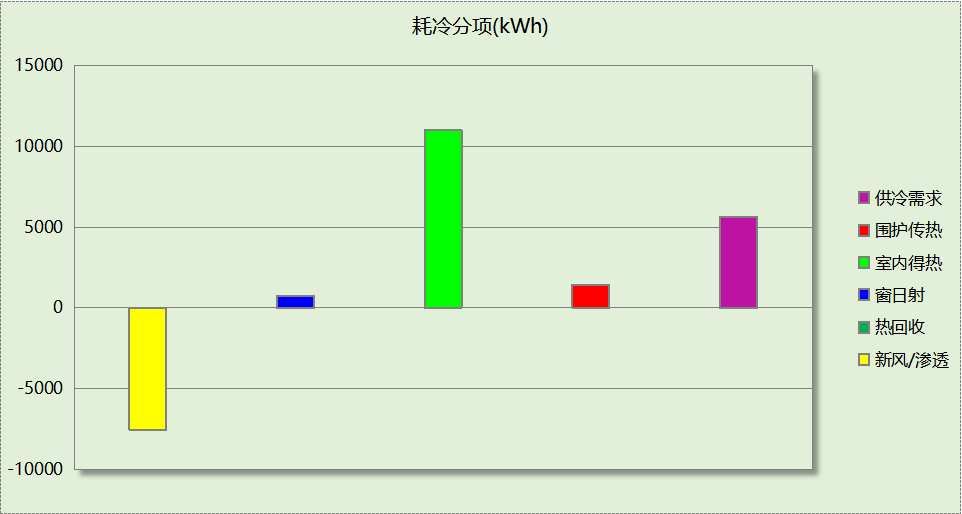 耗冷分项(kWh)
15000
10000
5000
0
-5000
-10000
供冷需求
围护传热
室内得热
窗日射
热回收
新风/渗透